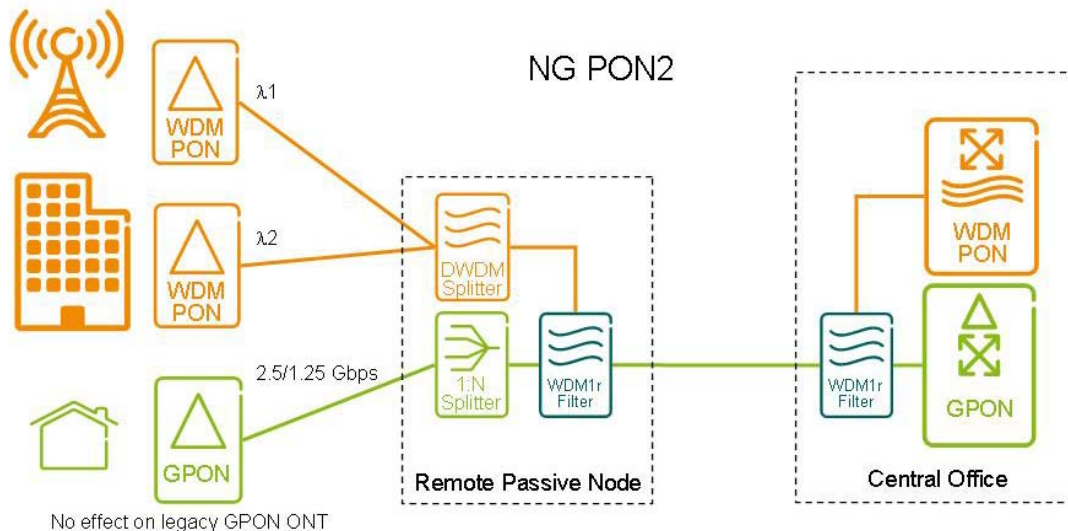 NG PON2
λ1
WDM
PON
λ2
WDM
PON
2.5/1.25 Gbps
GPON
No effect on legacy GPON ONT
DWDM
Splitter
1:N
Splitter
WDM1r
Filter
Remote Passive Node
WDM
PON
WDM1r
Filter
GPON
Central Office